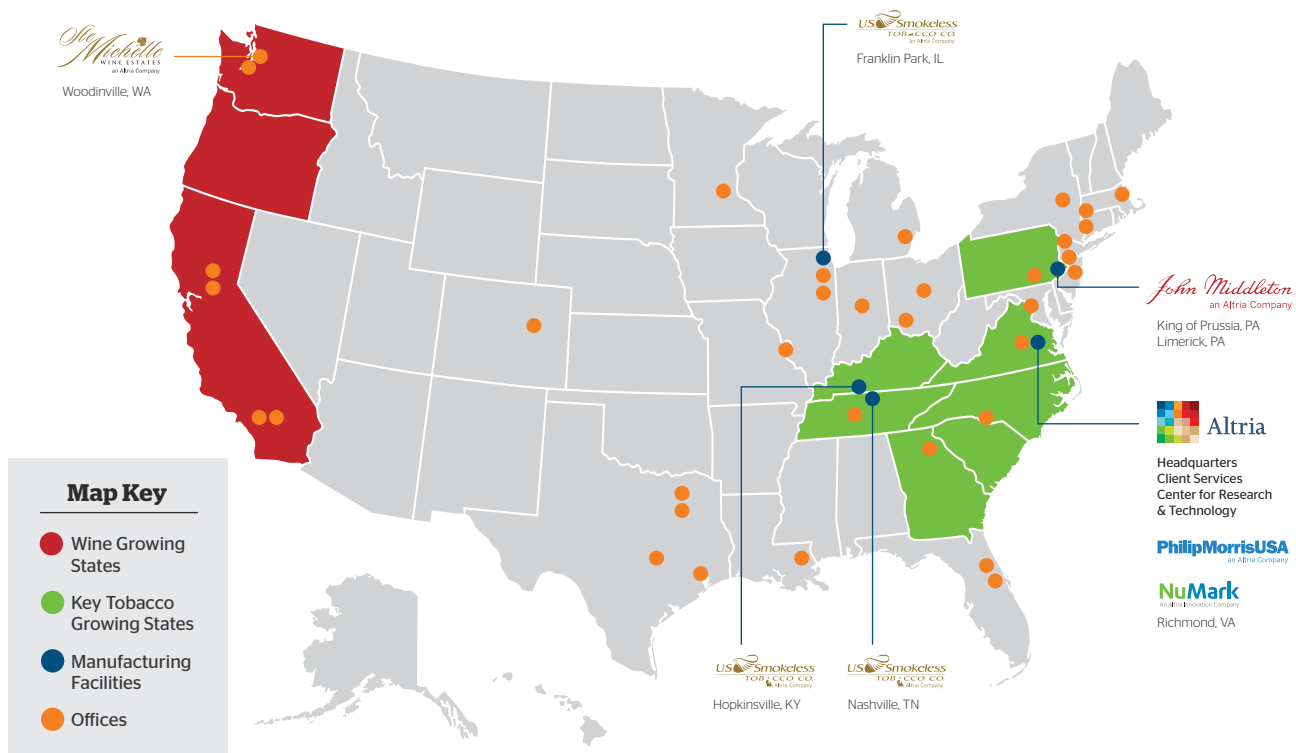 Ste
Michelle
WINE ESTATES
an Altria Company
Woodinville, WA
US Smokeless
TOBACCO CO.
an Altria Company
Franklin Park, IL
John Middleton
an Altria Company
King of Prussia, PA
Limerick, PA
Altria
Headquarters
Client Services
Center for Research
& Technology
PhilipMorrisUSA
an Altria Company
NuMark
An Altria Innovation Company
Richmond, VA
Map Key
Wine Growing
States
Key Tobacco
Growing States
Manufacturing
Facilities
Offices
US Smokeless
TOBACCO CO.
an Altria Company
Hopkinsville, KY
US Smokeless
TOBACCO CO.
an Altria Company
Nashville, TN